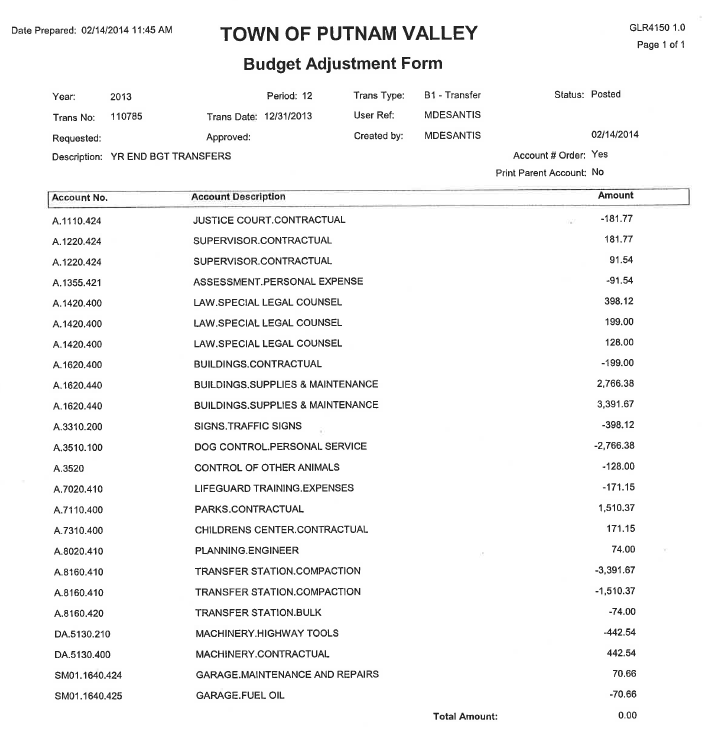 Date Prepared: 02/14/2014 11:45 AM
TOWN OF PUTNAM VALLEY
GLR4150 1.0
Page 1 of 1
Budget Adjustment Form
Year: 2013 Period: 12 Trans Type: B1 - Transfer Status: Posted
Trans No: 110785 Trans Date: 12/31/2013 User Ref: MDESANTIS
Requested: Approved: Created by: MDESANTIS 02/14/2014
Description: YR END BGT TRANSFERS Account # Order: Yes
Print Parent Account: No
Account No. Account Description Amount
A.1110.424 JUSTICE COURT.CONTRACTUAL -181.77
A.1220.424 SUPERVISOR.CONTRACTUAL 181.77
A.1220.424 SUPERVISOR.CONTRACTUAL 91.54
A.1355.421 ASSESSMENT.PERSONAL EXPENSE -91.54
A.1420.400 LAW.SPECIAL LEGAL COUNSEL 398.12
A.1420.400 LAW.SPECIAL LEGAL COUNSEL 199.00
A.1420.400 LAW.SPECIAL LEGAL COUNSEL 128.00
A.1620.400 BUILDINGS.CONTRACTUAL -199.00
A.1620.440 BUILDINGS.SUPPLIES & MAINTENANCE 2,766.38
A.1620.440 BUILDINGS.SUPPLIES & MAINTENANCE 3,391.67
A.3310.200 SIGNS.TRAFFIC SIGNS -398.12
A.3510.100 DOG CONTROL.PERSONAL SERVICE -2,766.38
A.3520 CONTROL OF OTHER ANIMALS -128.00
A.7020.410 LIFEGUARD TRAINING.EXPENSES -171.15
A.7110.400 PARKS.CONTRACTUAL 1,510.37
A.7310.400 CHILDRENS CENTER.CONTRACTUAL 171.15
A.8020.410 PLANNING.ENGINEER 74.00
A.8160.410 TRANSFER STATION.COMPACTION -3,391.67
A.8160.410 TRANSFER STATION.COMPACTION -1,510.37
A.8160.420 TRANSFER STATION.BULK -74.00
DA.5130.210 MACHINERY.HIGHWAY TOOLS -442.54
DA.5130.400 MACHINERY.CONTRACTUAL 442.54
SM01.1640.424 GARAGE.MAINTENANCE AND REPAIRS 70.66
SM01.1640.425 GARAGE.FUEL OIL -70.66
Total Amount: 0.00